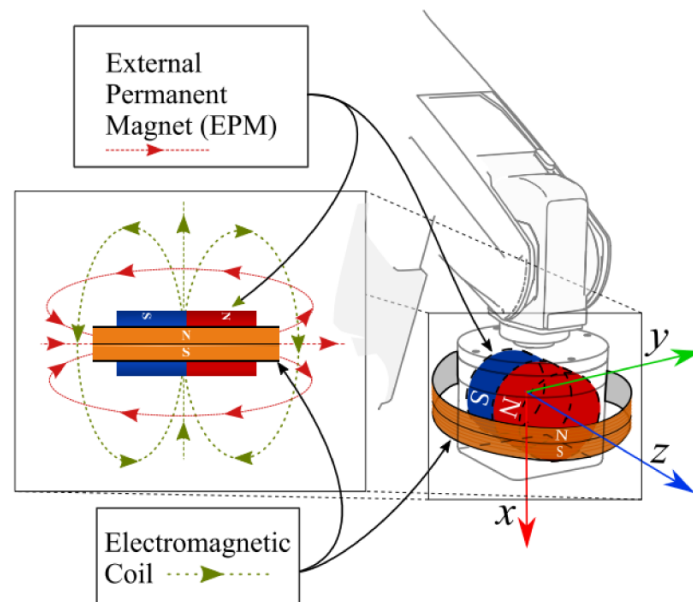 External
Permanent
Magnet (EPM)
S N
N
S
S N
N
S
y
z
x
Electromagnetic
Coil